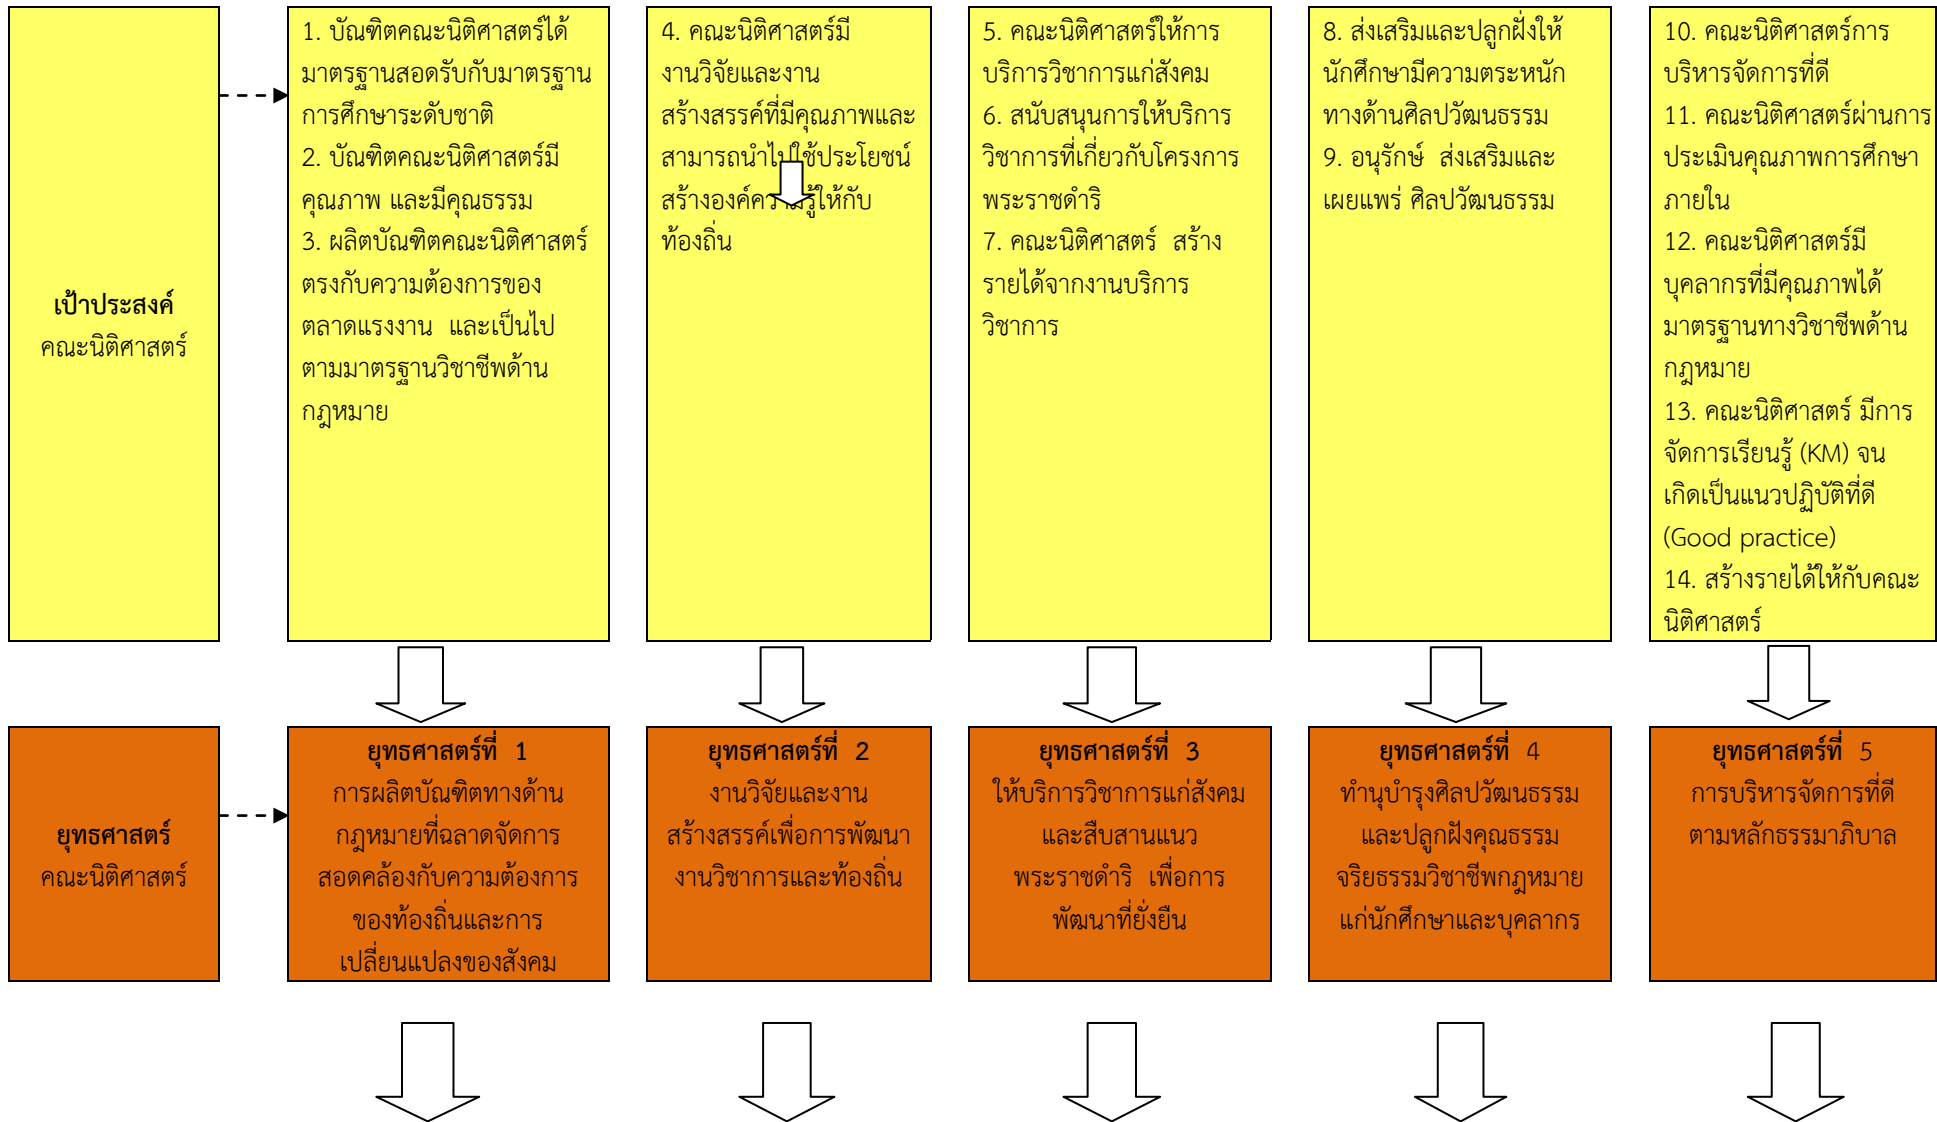 เป้าประสงค์
คณะนิติศาสตร์
1. บัณฑิตคณะนิติศาสตร์ได้
มาตรฐานสอดรับกับมาตรฐาน
การศึกษาระดับชาติ
2. บัณฑิตคณะนิติศาสตร์มี
คุณภาพ และมีคุณธรรม
3. ผลิตบัณฑิตคณะนิติศาสตร์
ตรงกับความต้องการของ
ตลาดแรงงาน และเป็นไป
ตามมาตรฐานวิชาชีพด้าน
กฎหมาย
4. คณะนิติศาสตร์มี
งานวิจัยและงาน
สร้างสรรค์ที่มีคุณภาพและ
สามารถนำไปใช้ประโยชน์
สร้างองค์ความรู้ให้กับ
ท้องถิ่น
5. คณะนิติศาสตร์ให้การ
บริการวิชาการแก่สังคม
6. สนับสนุนการให้บริการ
วิชาการที่เกี่ยวกับโครงการ
พระราชดำริ
7. คณะนิติศาสตร์ สร้าง
รายได้จากงานบริการ
วิชาการ
8. ส่งเสริมและปลูกฝั่งให้
นักศึกษามีความตระหนัก
ทางด้านศิลปวัฒนธรรม
9. อนุรักษ์ ส่งเสริมและ
เผยแพร่ ศิลปวัฒนธรรม
10. คณะนิติศาสตร์การ
บริหารจัดการที่ดี
11. คณะนิติศาสตร์ผ่านการ
ประเมินคุณภาพการศึกษา
ภายใน
12. คณะนิติศาสตร์มี
บุคลากรที่มีคุณภาพได้
มาตรฐานทางวิชาชีพด้าน
กฎหมาย
13. คณะนิติศาสตร์ มีการ
จัดการเรียนรู้ (KM) จน
เกิดเป็นแนวปฏิบัติที่ดี
(Good practice)
14. สร้างรายได้ให้กับคณะ
นิติศาสตร์
ยุทธศาสตร์
คณะนิติศาสตร์
ยุทธศาสตร์ที่ 1
การผลิตบัณฑิตทางด้าน
กฎหมายที่ฉลาดจัดการ
สอดคล้องกับความต้องการ
ของท้องถิ่นและการ
เปลี่ยนแปลงของสังคม
ยุทธศาสตร์ที่ 2
งานวิจัยและงาน
สร้างสรรค์เพื่อการพัฒนา
งานวิชาการและท้องถิ่น
ยุทธศาสตร์ที่ 3
ให้บริการวิชาการแก่สังคม
และสืบสานแนว
พระราชดำริ เพื่อการ
พัฒนาที่ยั่งยืน
ยุทธศาสตร์ที่ 4
ทำนุบำรุงศิลปวัฒนธรรม
และปลูกฝังคุณธรรม
จริยธรรมวิชาชีพกฎหมาย
แก่นักศึกษาและบุคลากร
ยุทธศาสตร์ที่ 5
การบริหารจัดการที่ดี
ตามหลักธรรมาภิบาล